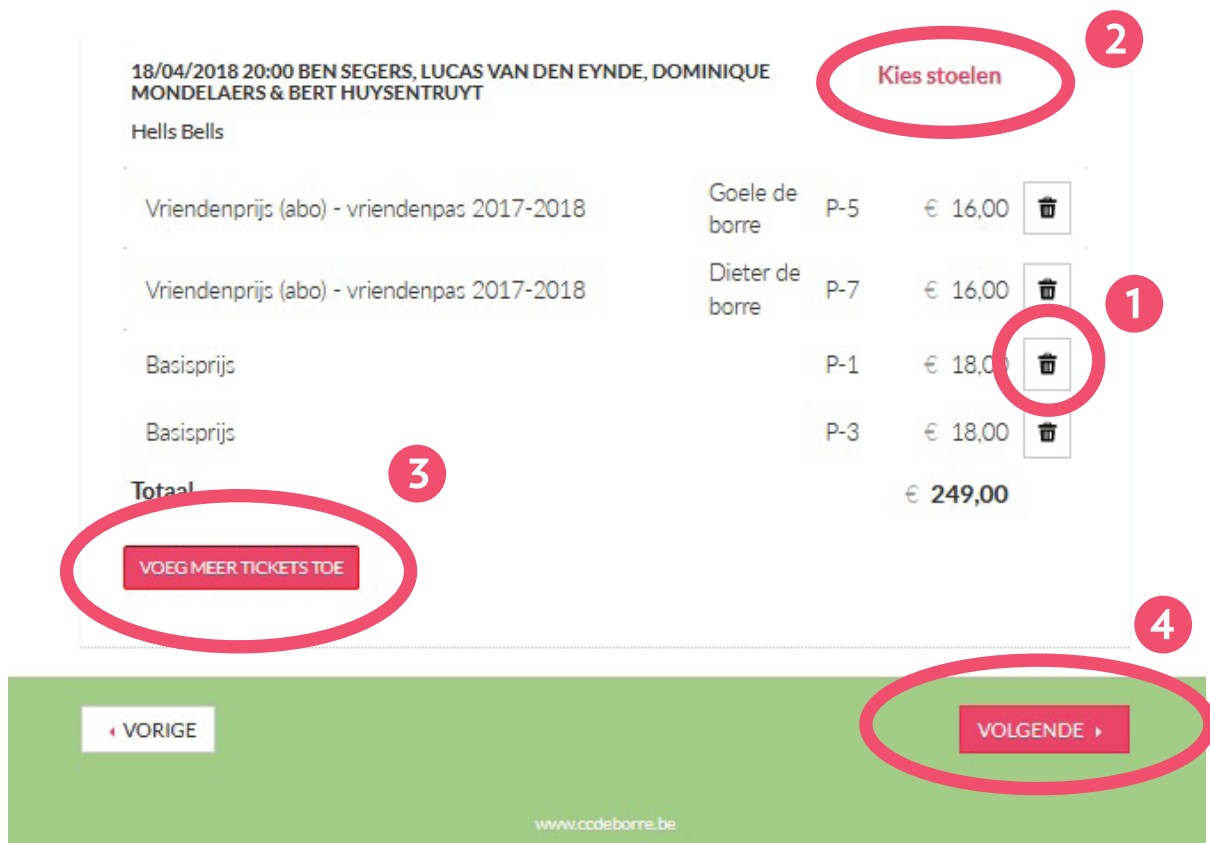 2
18/04/2018 20:00 BEN SEGERS, LUCAS VAN DEN EYNDE, DOMINIQUE Kies stoelen
MONDELAERS & BERT HUYSENTRUYT
Hells Bells
Vriendenprijs (abo) - vriendenpas 2017-2018 Goele de borre P-5 € 16,00
Vriendenprijs (abo) - vriendenpas 2017-2018 Dieter de borre P-7 € 16,00
1
Basisprijs P-1 € 18,00
Basisprijs P-3 € 18,00
3
Totaal € 249,00
VOEG MEER TICKETS TOE
4
VORIGE VOLGENDE
www.ccdeborre.be